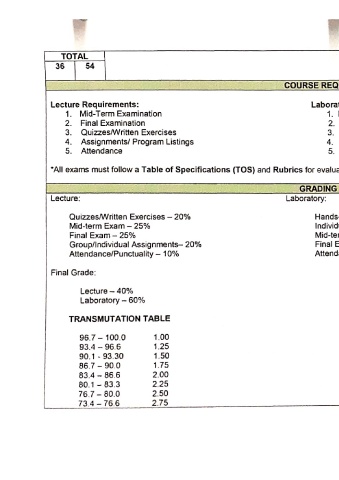 TOTAL
36 54
COURSE REQ
Lecture Requirements: Laborat
1. Mid-Term Examination 1.
2. Final Examination 2.
3. Quizzes/Written Exercises 3.
4. Assignments/ Program Listings 4.
5. Attendance 5.
*All exams must follow a Table of Specifications (TOS) and Rubrics for evalua
GRADING
Lecture: Laboratory:
Quizzes/Written Exercises – 20% Hands-
Mid-term Exam – 25% Individ
Final Exam – 25% Mid-ter
Group/Individual Assignments– 20% Final E
Attendance/Punctuality – 10% Attend
Final Grade:
Lecture – 40%
Laboratory – 60%
TRANSMUTATION TABLE
96.7 – 100.0 1.00
93.4 – 96.6 1.25
90.1 - 93.30 1.50
86.7 – 90.0 1.75
83.4 – 86.6 2.00
80.1 – 83.3 2.25
76.7 – 80.0 2.50
73.4 – 76.6 2.75